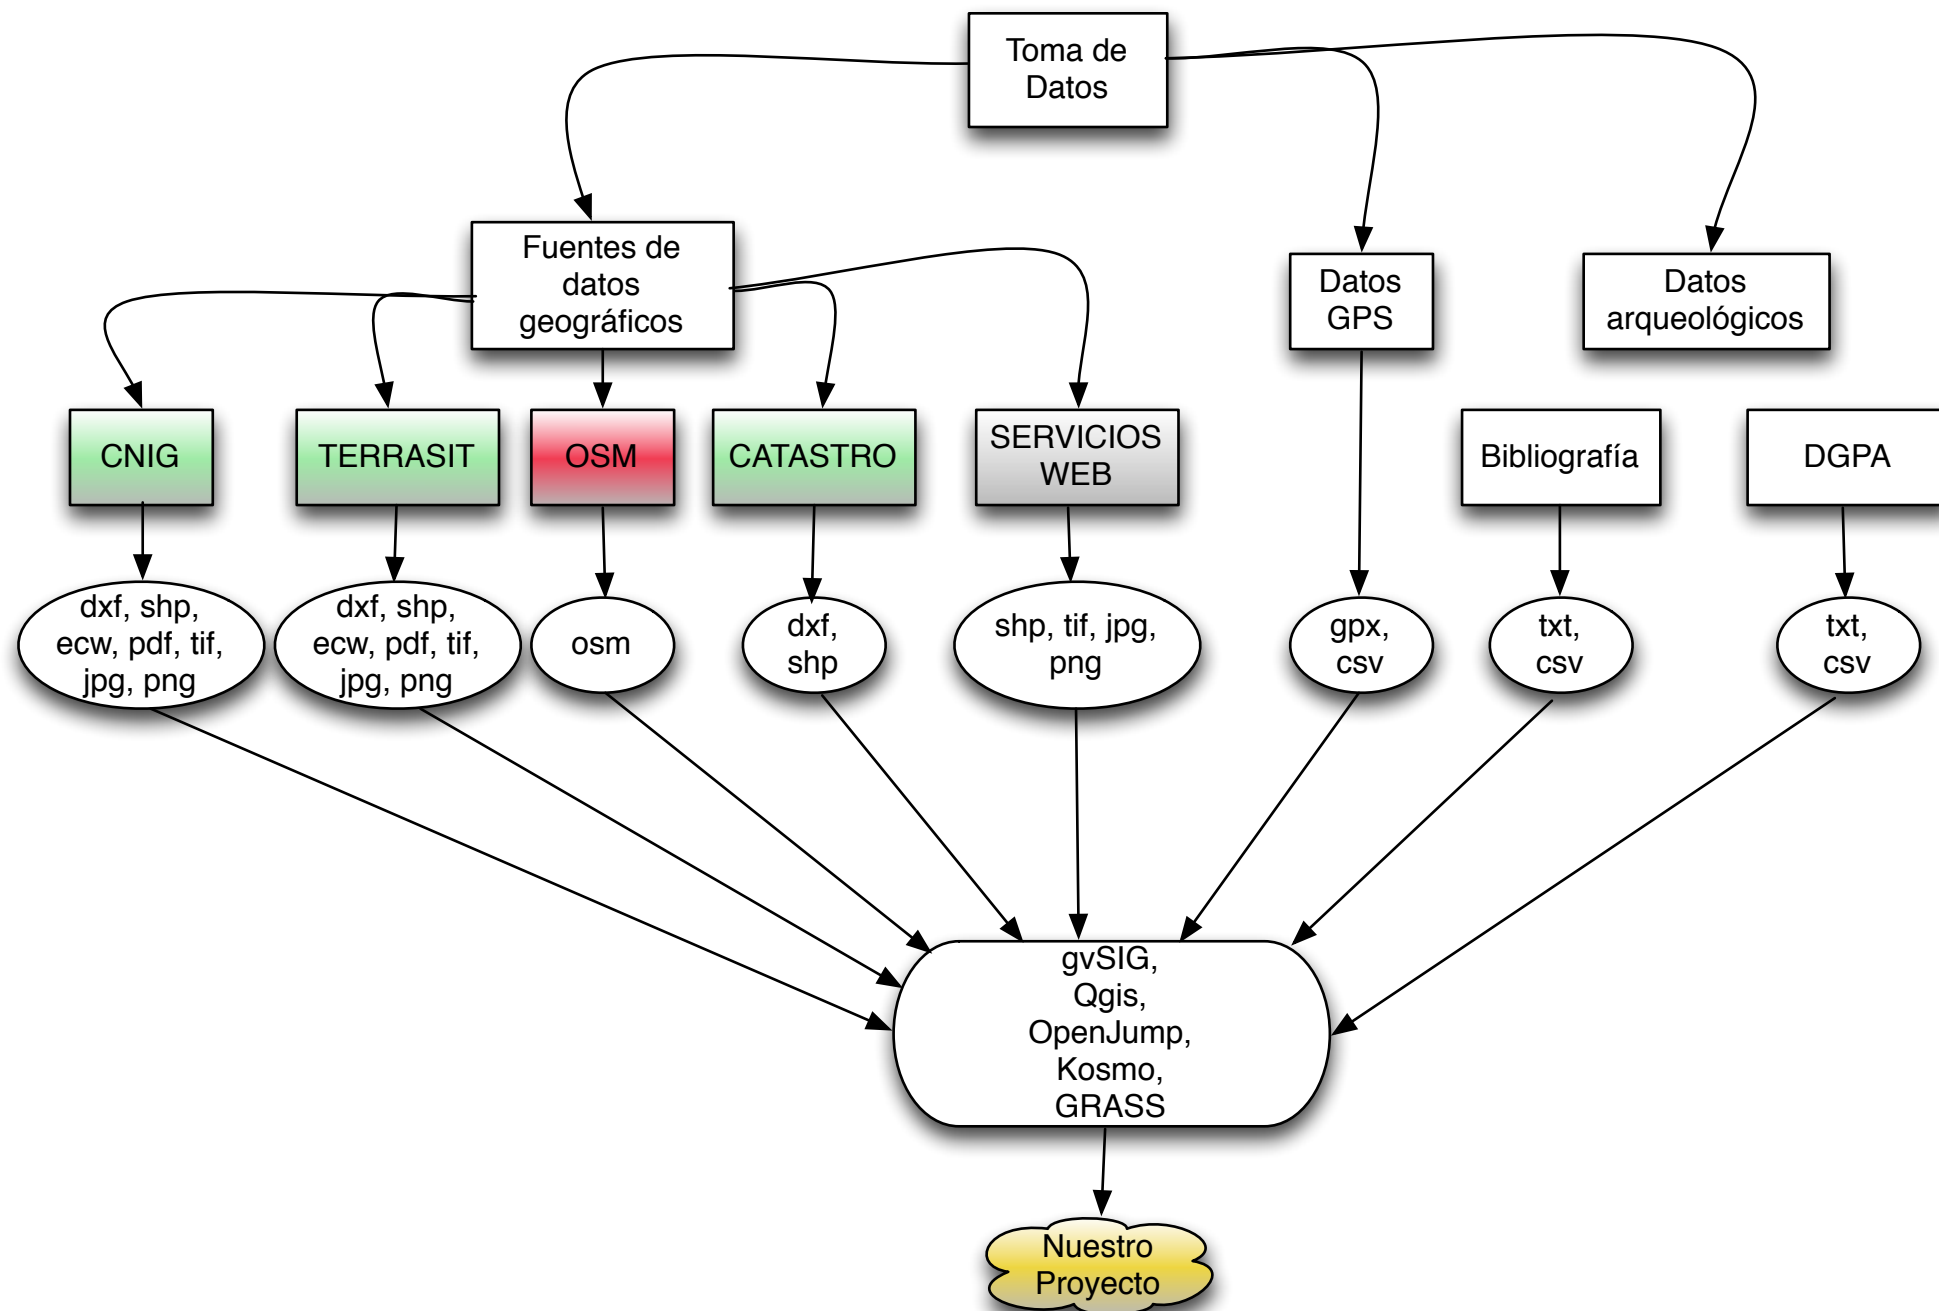 Toma de
Datos
Fuentes de
datos
geográficos
Datos
GPS
Datos
arqueológicos
CNIG
TERRASIT
OSM
CATASTRO
SERVICIOS
WEB
Bibliografía
DGPA
dxf, shp,
ecw, pdf, tif,
jpg, png
dxf, shp,
ecw, pdf, tif,
jpg, png
osm
dxf,
shp
shp, tif, jpg,
png
gpx,
csv
txt,
csv
txt,
csv
gvSIG,
Qgis,
OpenJump,
Kosmo,
GRASS
Nuestro
Proyecto